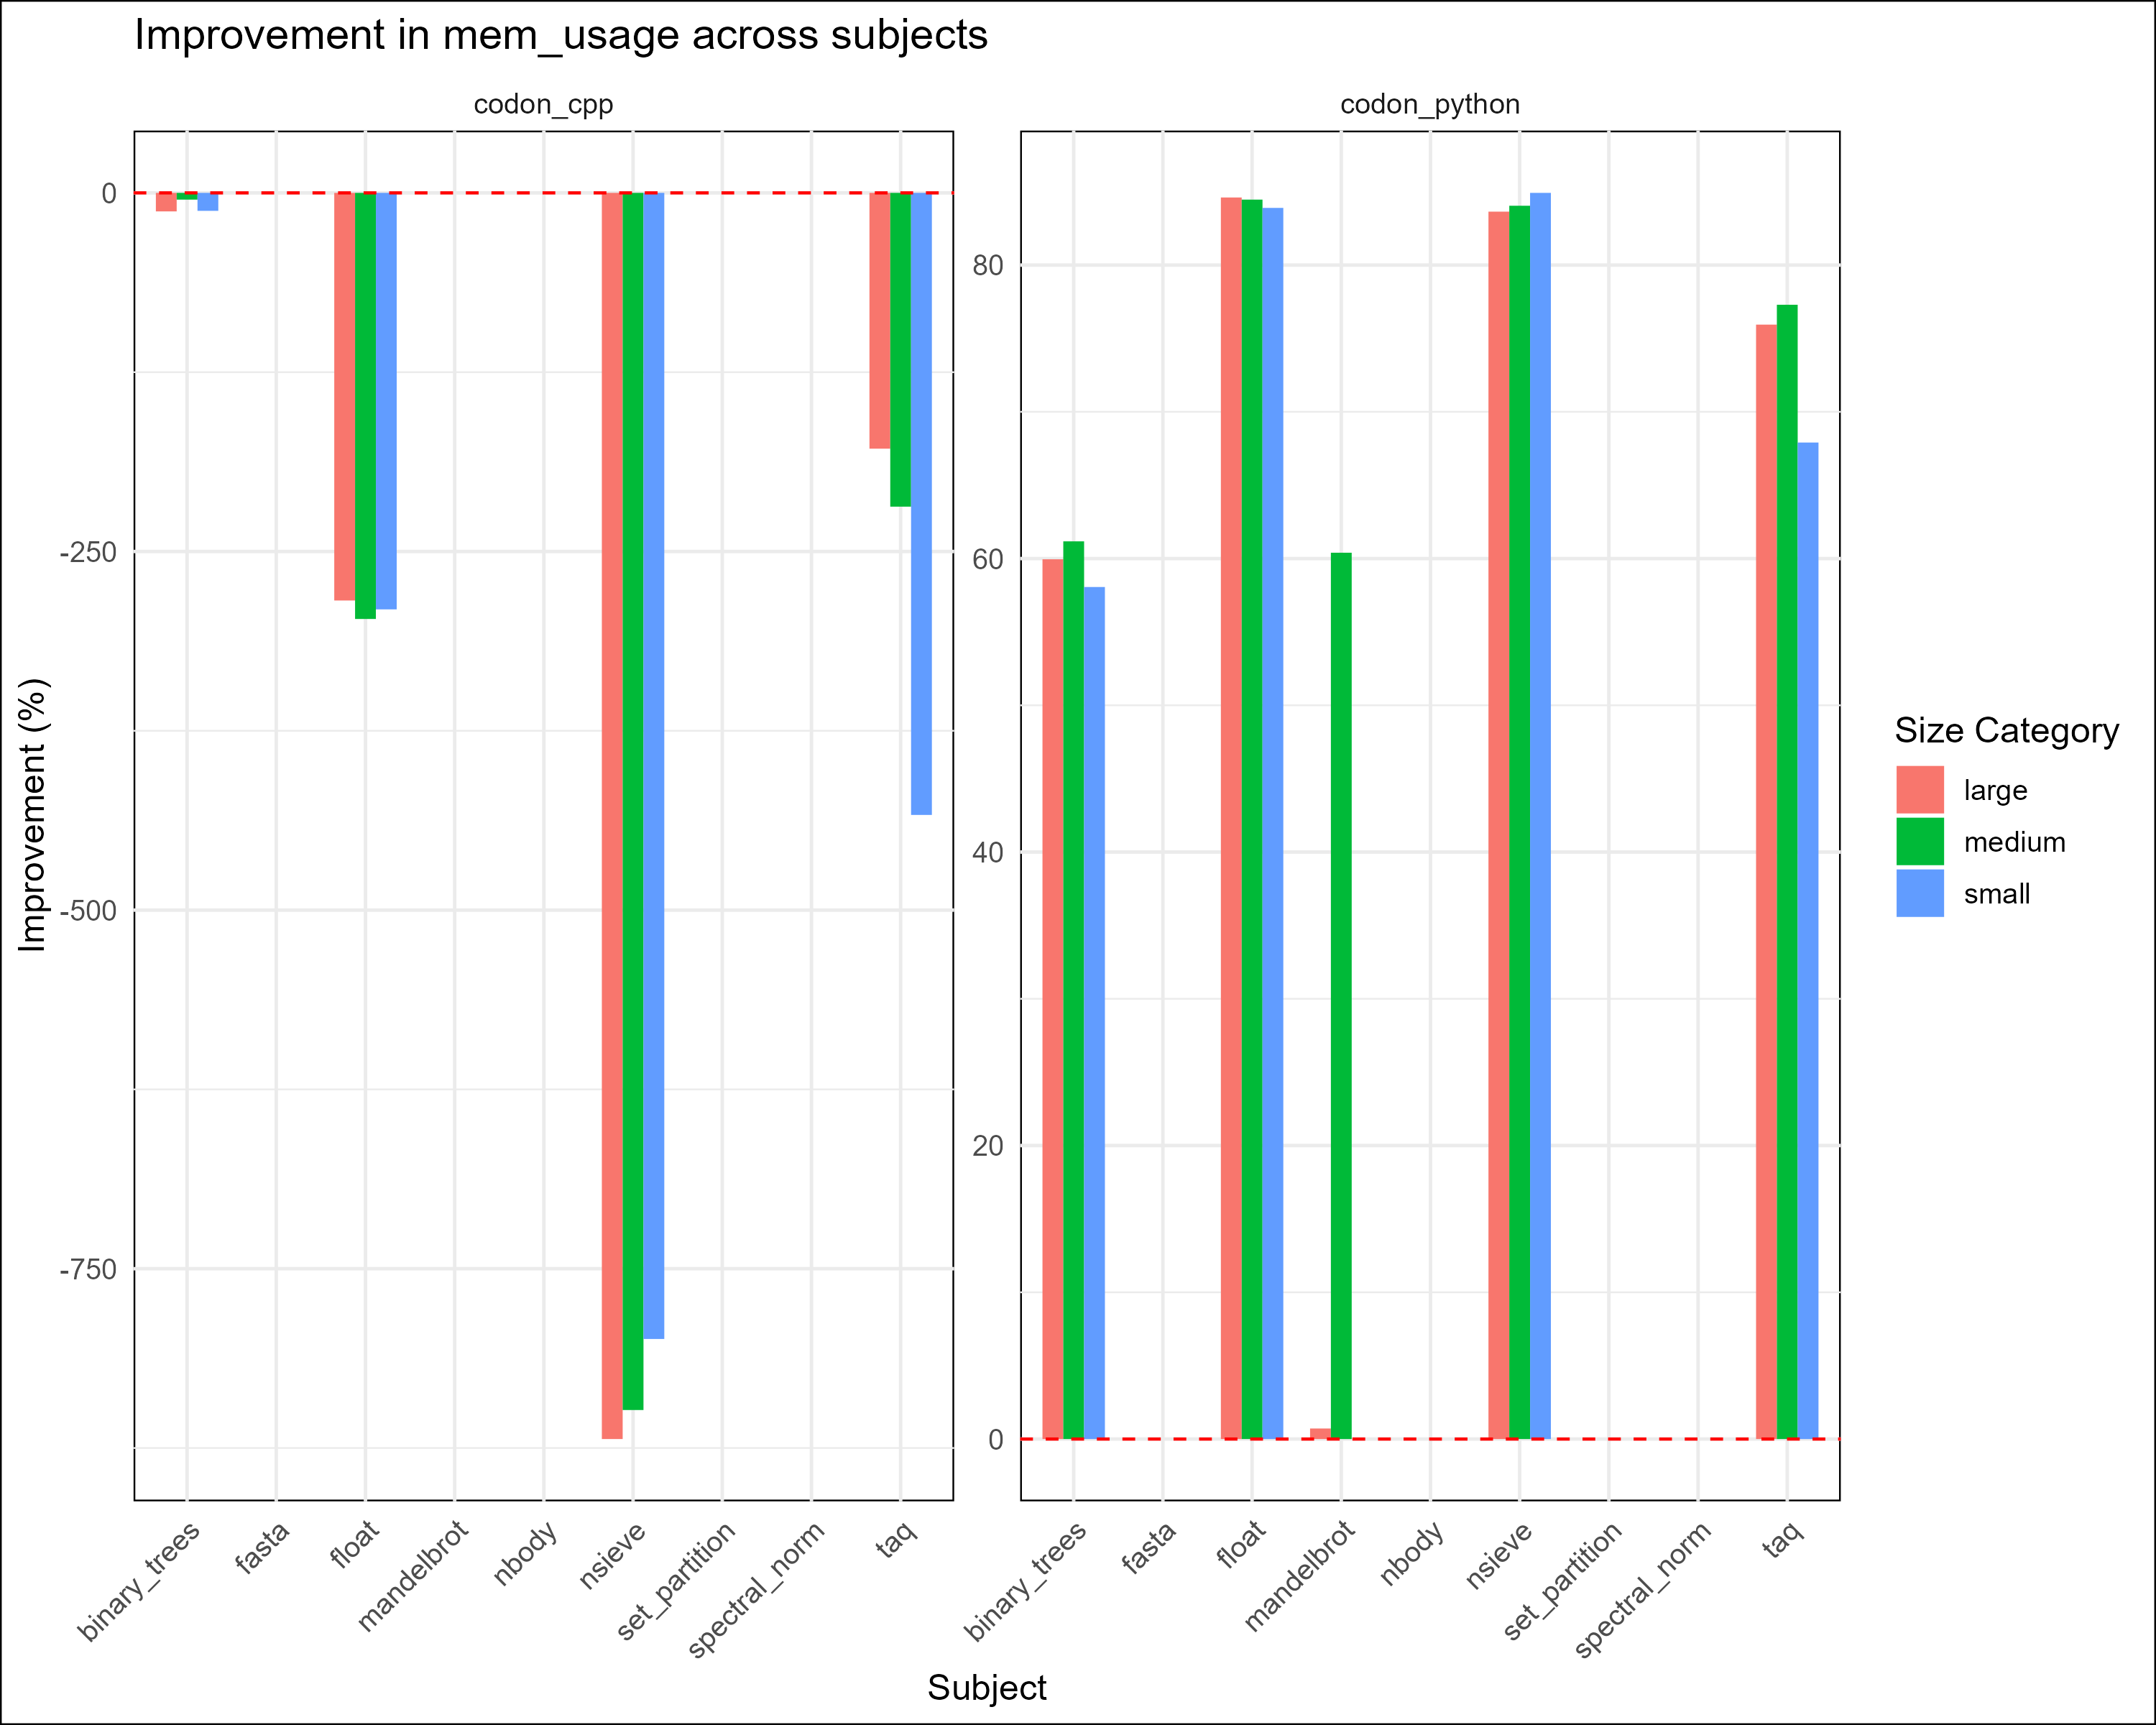 Improvement in mem_usage across subjects
codon_cpp
codon_python
Improvement (%)
0
-250
-500
-750
80
60
40
20
0
binary_trees
fasta
float
mandelbrot
nbody
nsieve
set_partition
spectral_norm
taq
binary_trees
fasta
float
mandelbrot
nbody
nsieve
set_partition
spectral_norm
taq
Subject
Size Category
large
medium
small